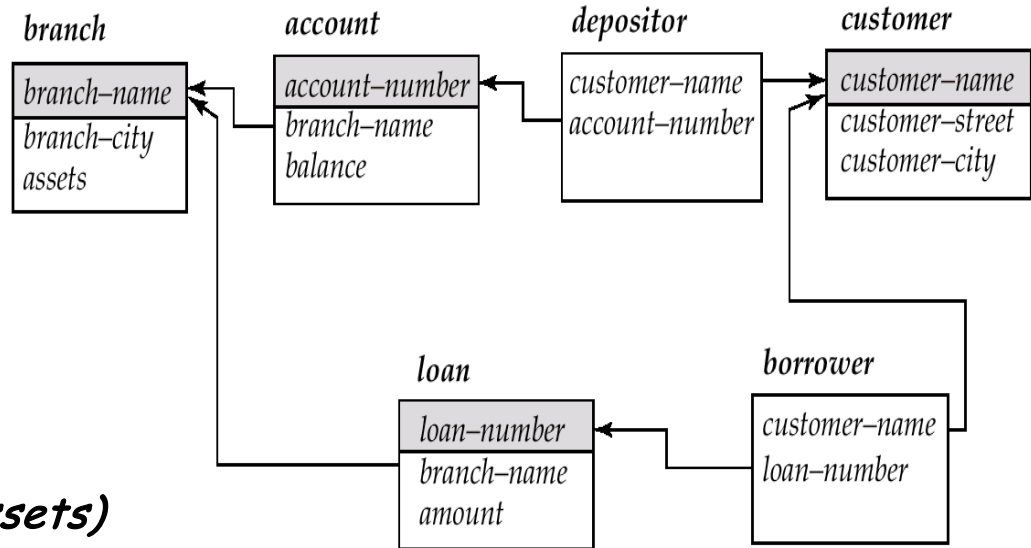 branch
branch–name
branch–city
assets
account
account–number
branch–name
balance
depositor
customer–name
account–number
customer
customer–name
customer–street
customer–city
loan
loan–number
branch–name
amount
borrower
customer–name
loan–number
ssets)